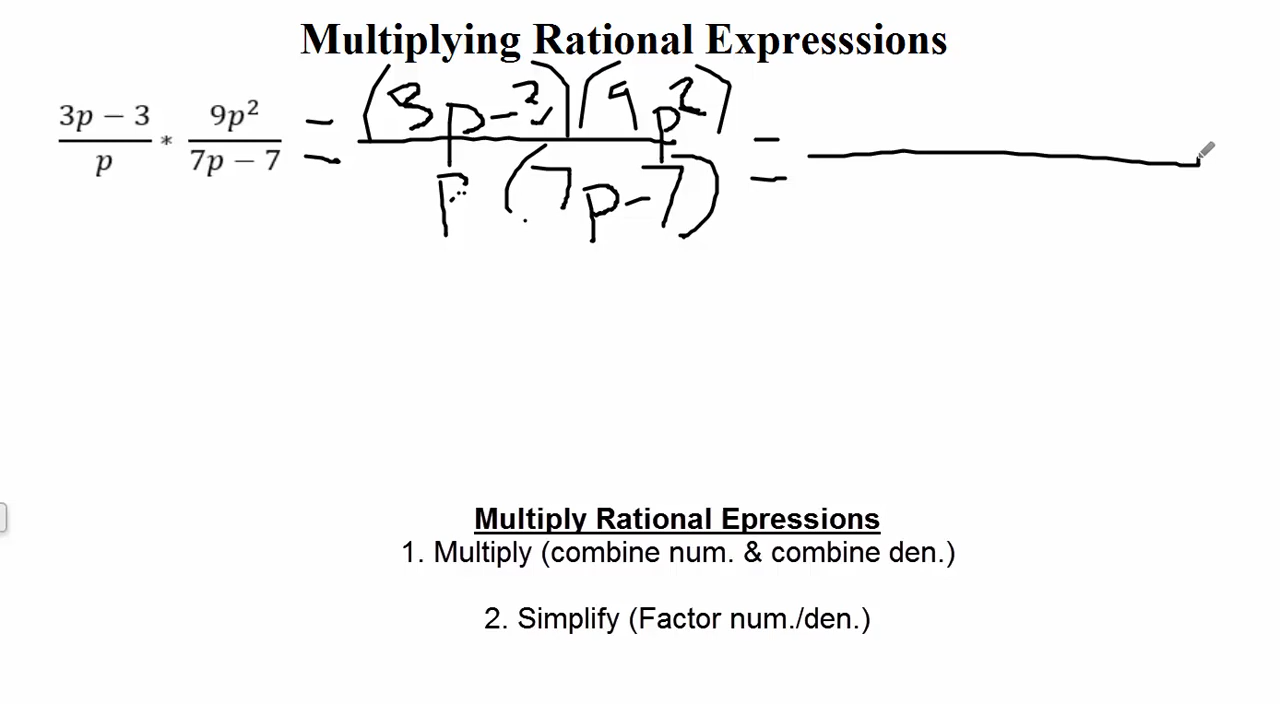 Multiplying Rational Expresssions
3p − 3 / p * 9p² / 7p − 7 = (3p − 3)(9p²) / p(7p − 7) =
Multiply Rational Epressions
1. Multiply (combine num. & combine den.)
2. Simplify (Factor num./den.)